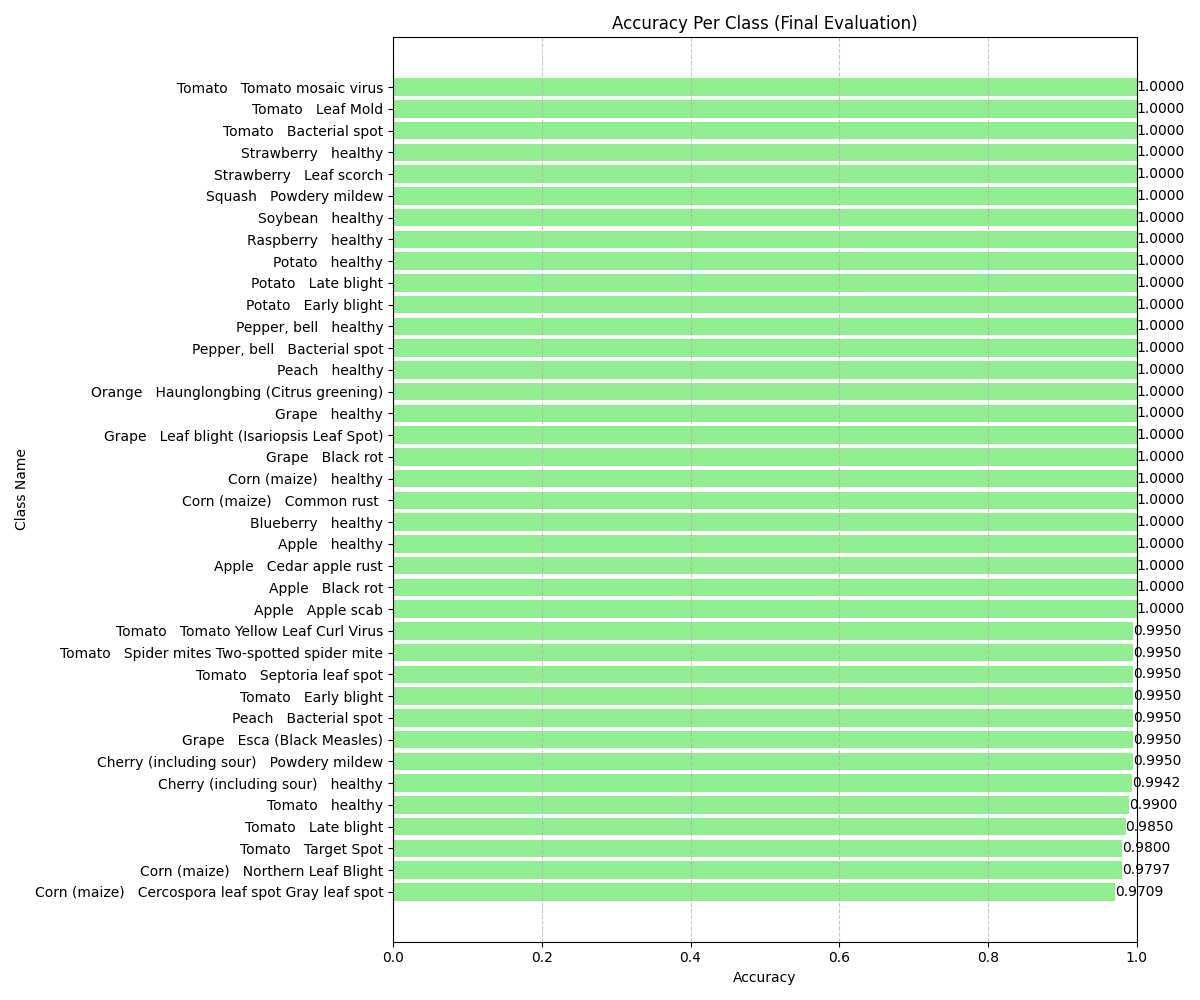 Accuracy Per Class (Final Evaluation)
Tomato   Tomato mosaic virus 1.0000
Tomato   Leaf Mold 1.0000
Tomato   Bacterial spot 1.0000
Strawberry   healthy 1.0000
Strawberry   Leaf scorch 1.0000
Squash   Powdery mildew 1.0000
Soybean   healthy 1.0000
Raspberry   healthy 1.0000
Potato   healthy 1.0000
Potato   Late blight 1.0000
Potato   Early blight 1.0000
Pepper, bell   healthy 1.0000
Pepper, bell   Bacterial spot 1.0000
Peach   healthy 1.0000
Orange   Haunglongbing (Citrus greening) 1.0000
Grape   healthy 1.0000
Grape   Leaf blight (Isariopsis Leaf Spot) 1.0000
Grape   Black rot 1.0000
Corn (maize)   healthy 1.0000
Corn (maize)   Common rust 1.0000
Blueberry   healthy 1.0000
Apple   healthy 1.0000
Apple   Cedar apple rust 1.0000
Apple   Black rot 1.0000
Apple   Apple scab 1.0000
Tomato   Tomato Yellow Leaf Curl Virus 0.9950
Tomato   Spider mites Two-spotted spider mite 0.9950
Tomato   Septoria leaf spot 0.9950
Tomato   Early blight 0.9950
Peach   Bacterial spot 0.9950
Grape   Esca (Black Measles) 0.9950
Cherry (including sour)   Powdery mildew 0.9950
Cherry (including sour)   healthy 0.9942
Tomato   healthy 0.9900
Tomato   Late blight 0.9850
Tomato   Target Spot 0.9800
Corn (maize)   Northern Leaf Blight 0.9797
Corn (maize)   Cercospora leaf spot Gray leaf spot 0.9709
Class Name
0.0 0.2 0.4 0.6 0.8 1.0
Accuracy